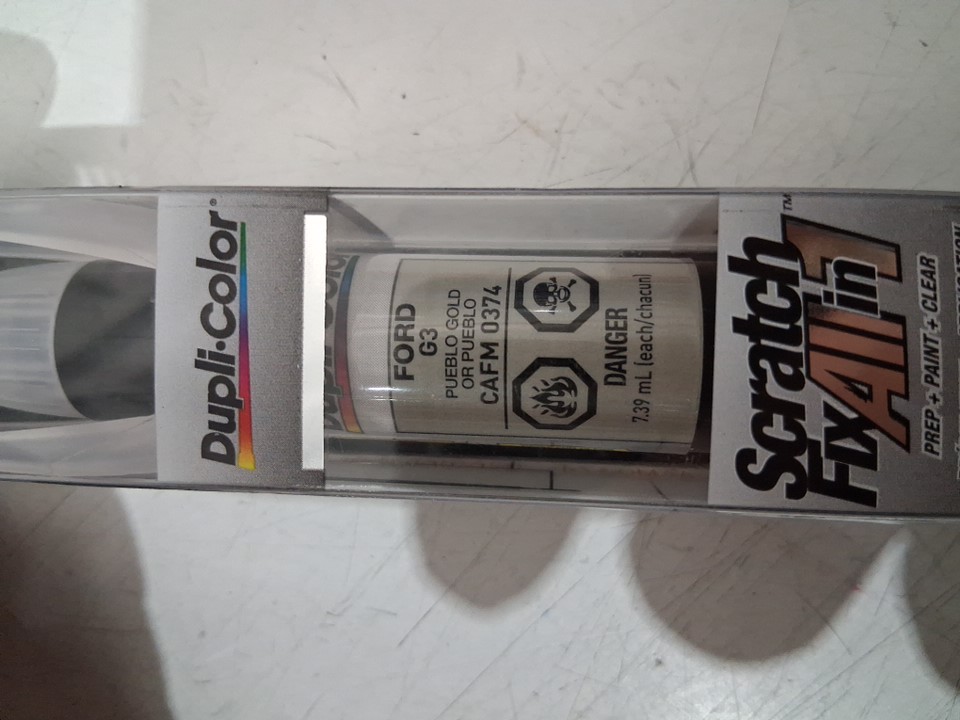 Dupli-Color®
FORD
G3
PUEBLO GOLD
OR PUEBLO
CAFM 0374
DANGER
7.39 mL (each/chacun)
Scratch
Fix All in 1™
PREP + PAINT + CLEAR